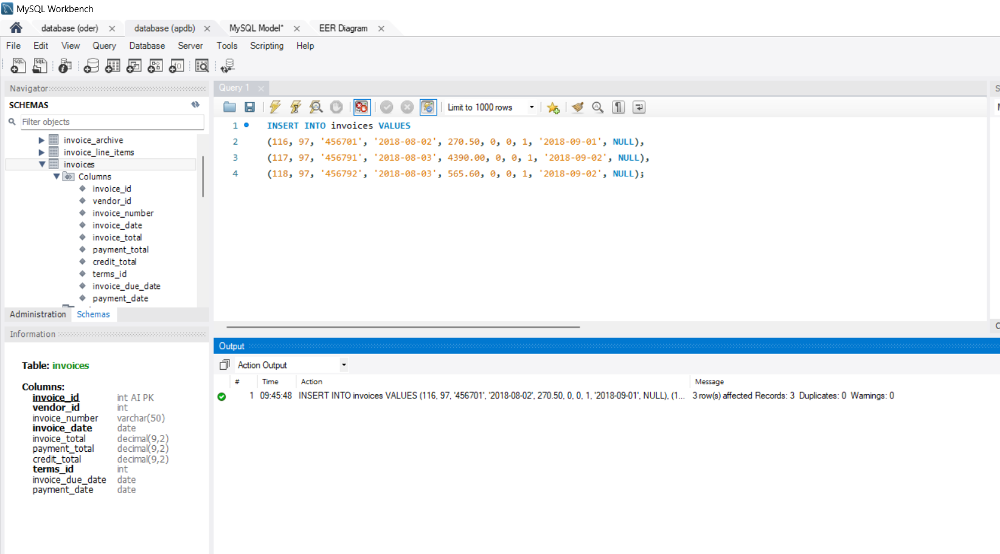 MySQL Workbench
database (oder)
database (apdb)
MySQL Model*
EER Diagram
File Edit View Query Database Server Tools Scripting Help
Navigator
SCHEMAS
Filter objects
invoice_archive
invoice_line_items
invoices
Columns
invoice_id
vendor_id
invoice_number
invoice_date
invoice_total
payment_total
credit_total
terms_id
invoice_due_date
payment_date
Administration Schemas
Information
Table: invoices
Columns:
invoice_id int AI PK
vendor_id int
invoice_number varchar(50)
invoice_date date
invoice_total decimal(9,2)
payment_total decimal(9,2)
credit_total decimal(9,2)
terms_id int
invoice_due_date date
payment_date date
Query 1
Limit to 1000 rows
1 INSERT INTO invoices VALUES
2 (116, 97, '456701', '2018-08-02', 270.50, 0, 0, 1, '2018-09-01', NULL),
3 (117, 97, '456791', '2018-08-03', 4390.00, 0, 0, 1, '2018-09-02', NULL),
4 (118, 97, '456792', '2018-08-03', 565.60, 0, 0, 1, '2018-09-02', NULL);
Output
Action Output
# Time Action Message
1 09:45:48 INSERT INTO invoices VALUES (116, 97, '456701', '2018-08-02', 270.50, 0, 0, 1, '2018-09-01', NULL), (1... 3 row(s) affected Records: 3 Duplicates: 0 Warnings: 0